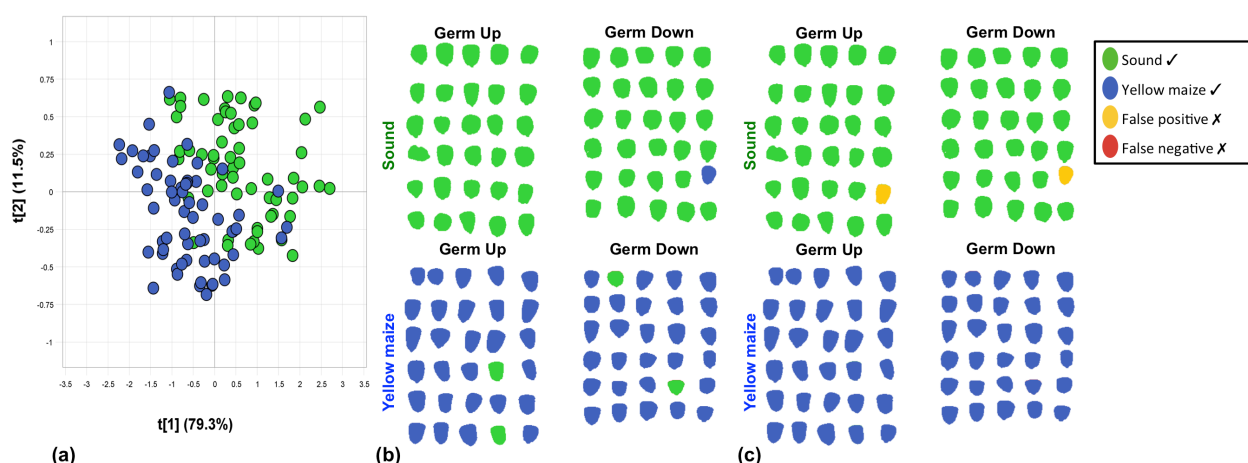 1
0.75
0.5
0.25
0
-0.25
-0.5
-0.75
-1
t[2] (11.5%)
-3.5 -3 -2.5 -2 -1.5 -1 -0.5 0 0.5 1 1.5 2 2.5 3 3.5
t[1] (79.3%)
(a)
Germ Up
Germ Down
Sound
Germ Up
Germ Down
Yellow maize
(b)
Germ Up
Germ Down
Sound
Germ Up
Germ Down
Yellow maize
(c)
Sound ✓
Yellow maize ✓
False positive ✗
False negative ✗